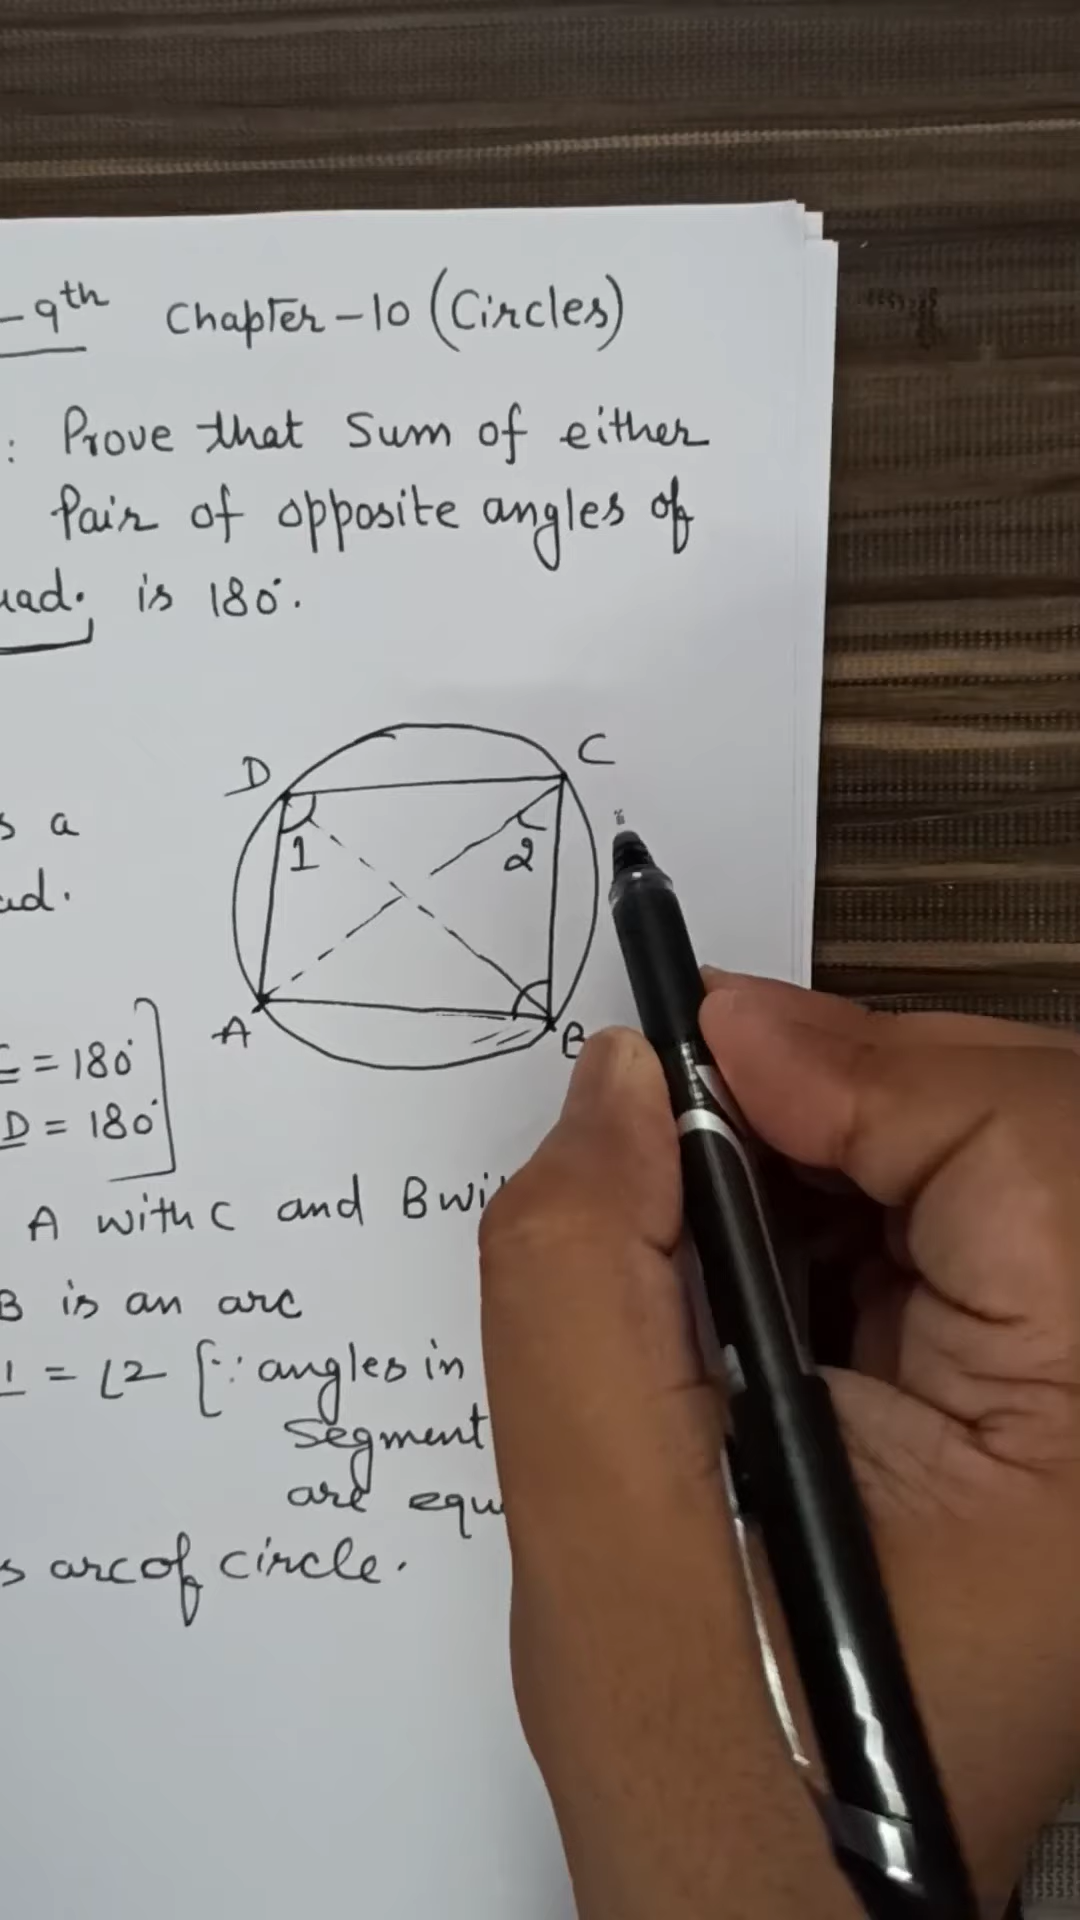 -9th Chapter-10 (Circles)
: Prove that Sum of either
Pair of opposite angles of
uad. is 180°.
D C
s a
1 2
ud.
A B
C = 180°
D = 180°
A with C and B wi
B is an arc
1 = ∠2 [∵ angles in
Segment
are equ
s arc of circle.